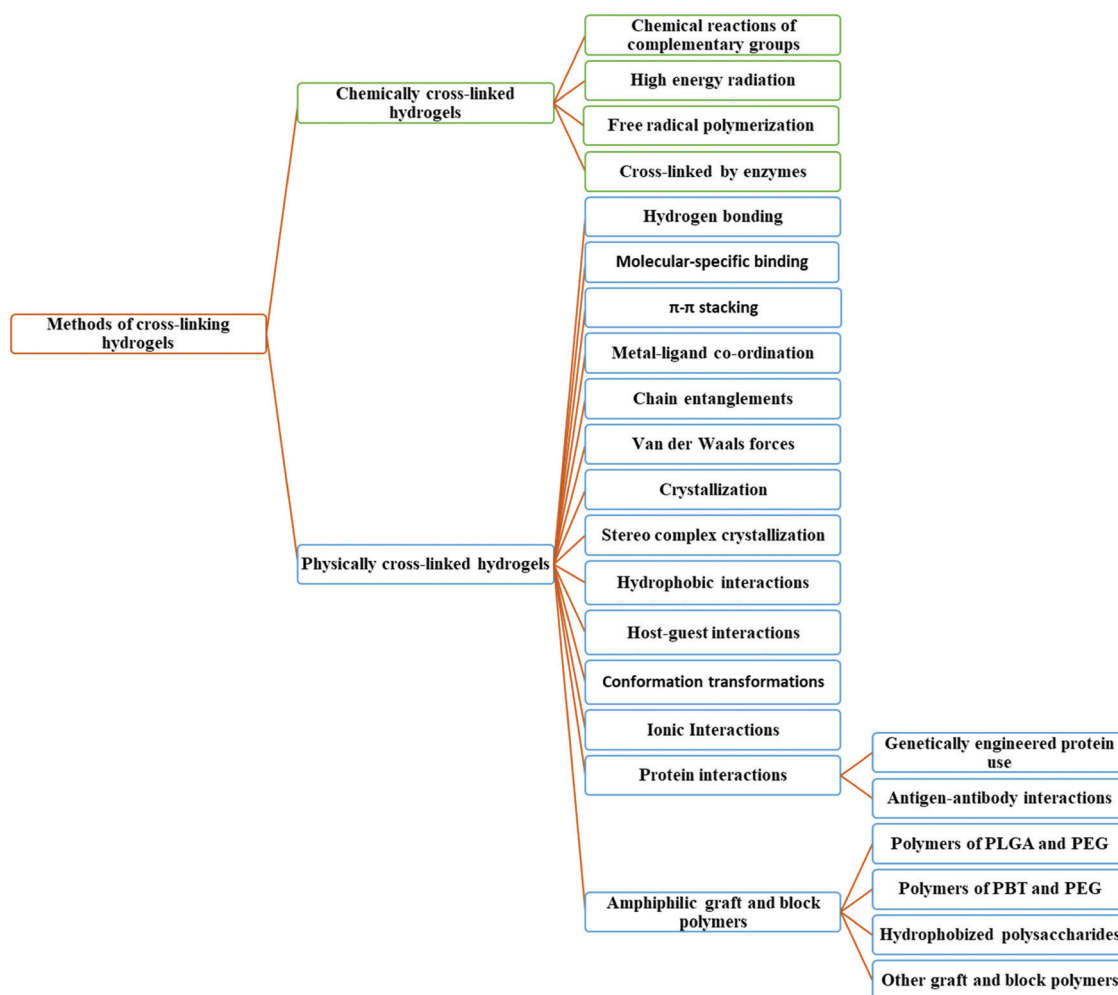 Methods of cross-linking
hydrogels
Chemically cross-linked
hydrogels
Chemical reactions of
complementary groups
High energy radiation
Free radical polymerization
Cross-linked by enzymes
Physically cross-linked hydrogels
Hydrogen bonding
Molecular-specific binding
π-π stacking
Metal-ligand co-ordination
Chain entanglements
Van der Waals forces
Crystallization
Stereo complex crystallization
Hydrophobic interactions
Host-guest interactions
Conformation transformations
Ionic Interactions
Protein interactions
Genetically engineered protein
use
Antigen-antibody interactions
Amphiphilic graft and block
polymers
Polymers of PLGA and PEG
Polymers of PBT and PEG
Hydrophobized polysaccharides
Other graft and block polymers